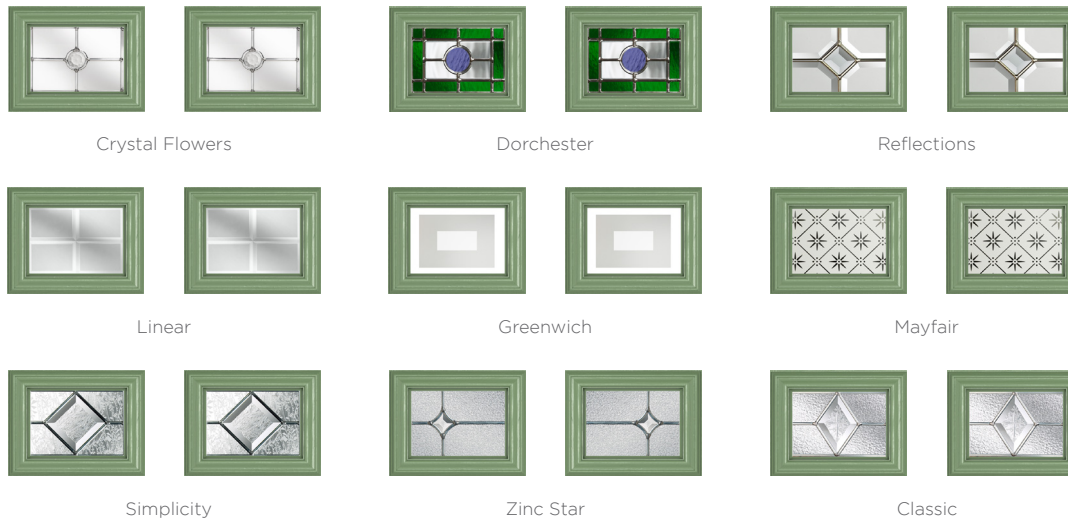 Crystal Flowers
Dorchester
Reflections
Linear
Greenwich
Mayfair
Simplicity
Zinc Star
Classic